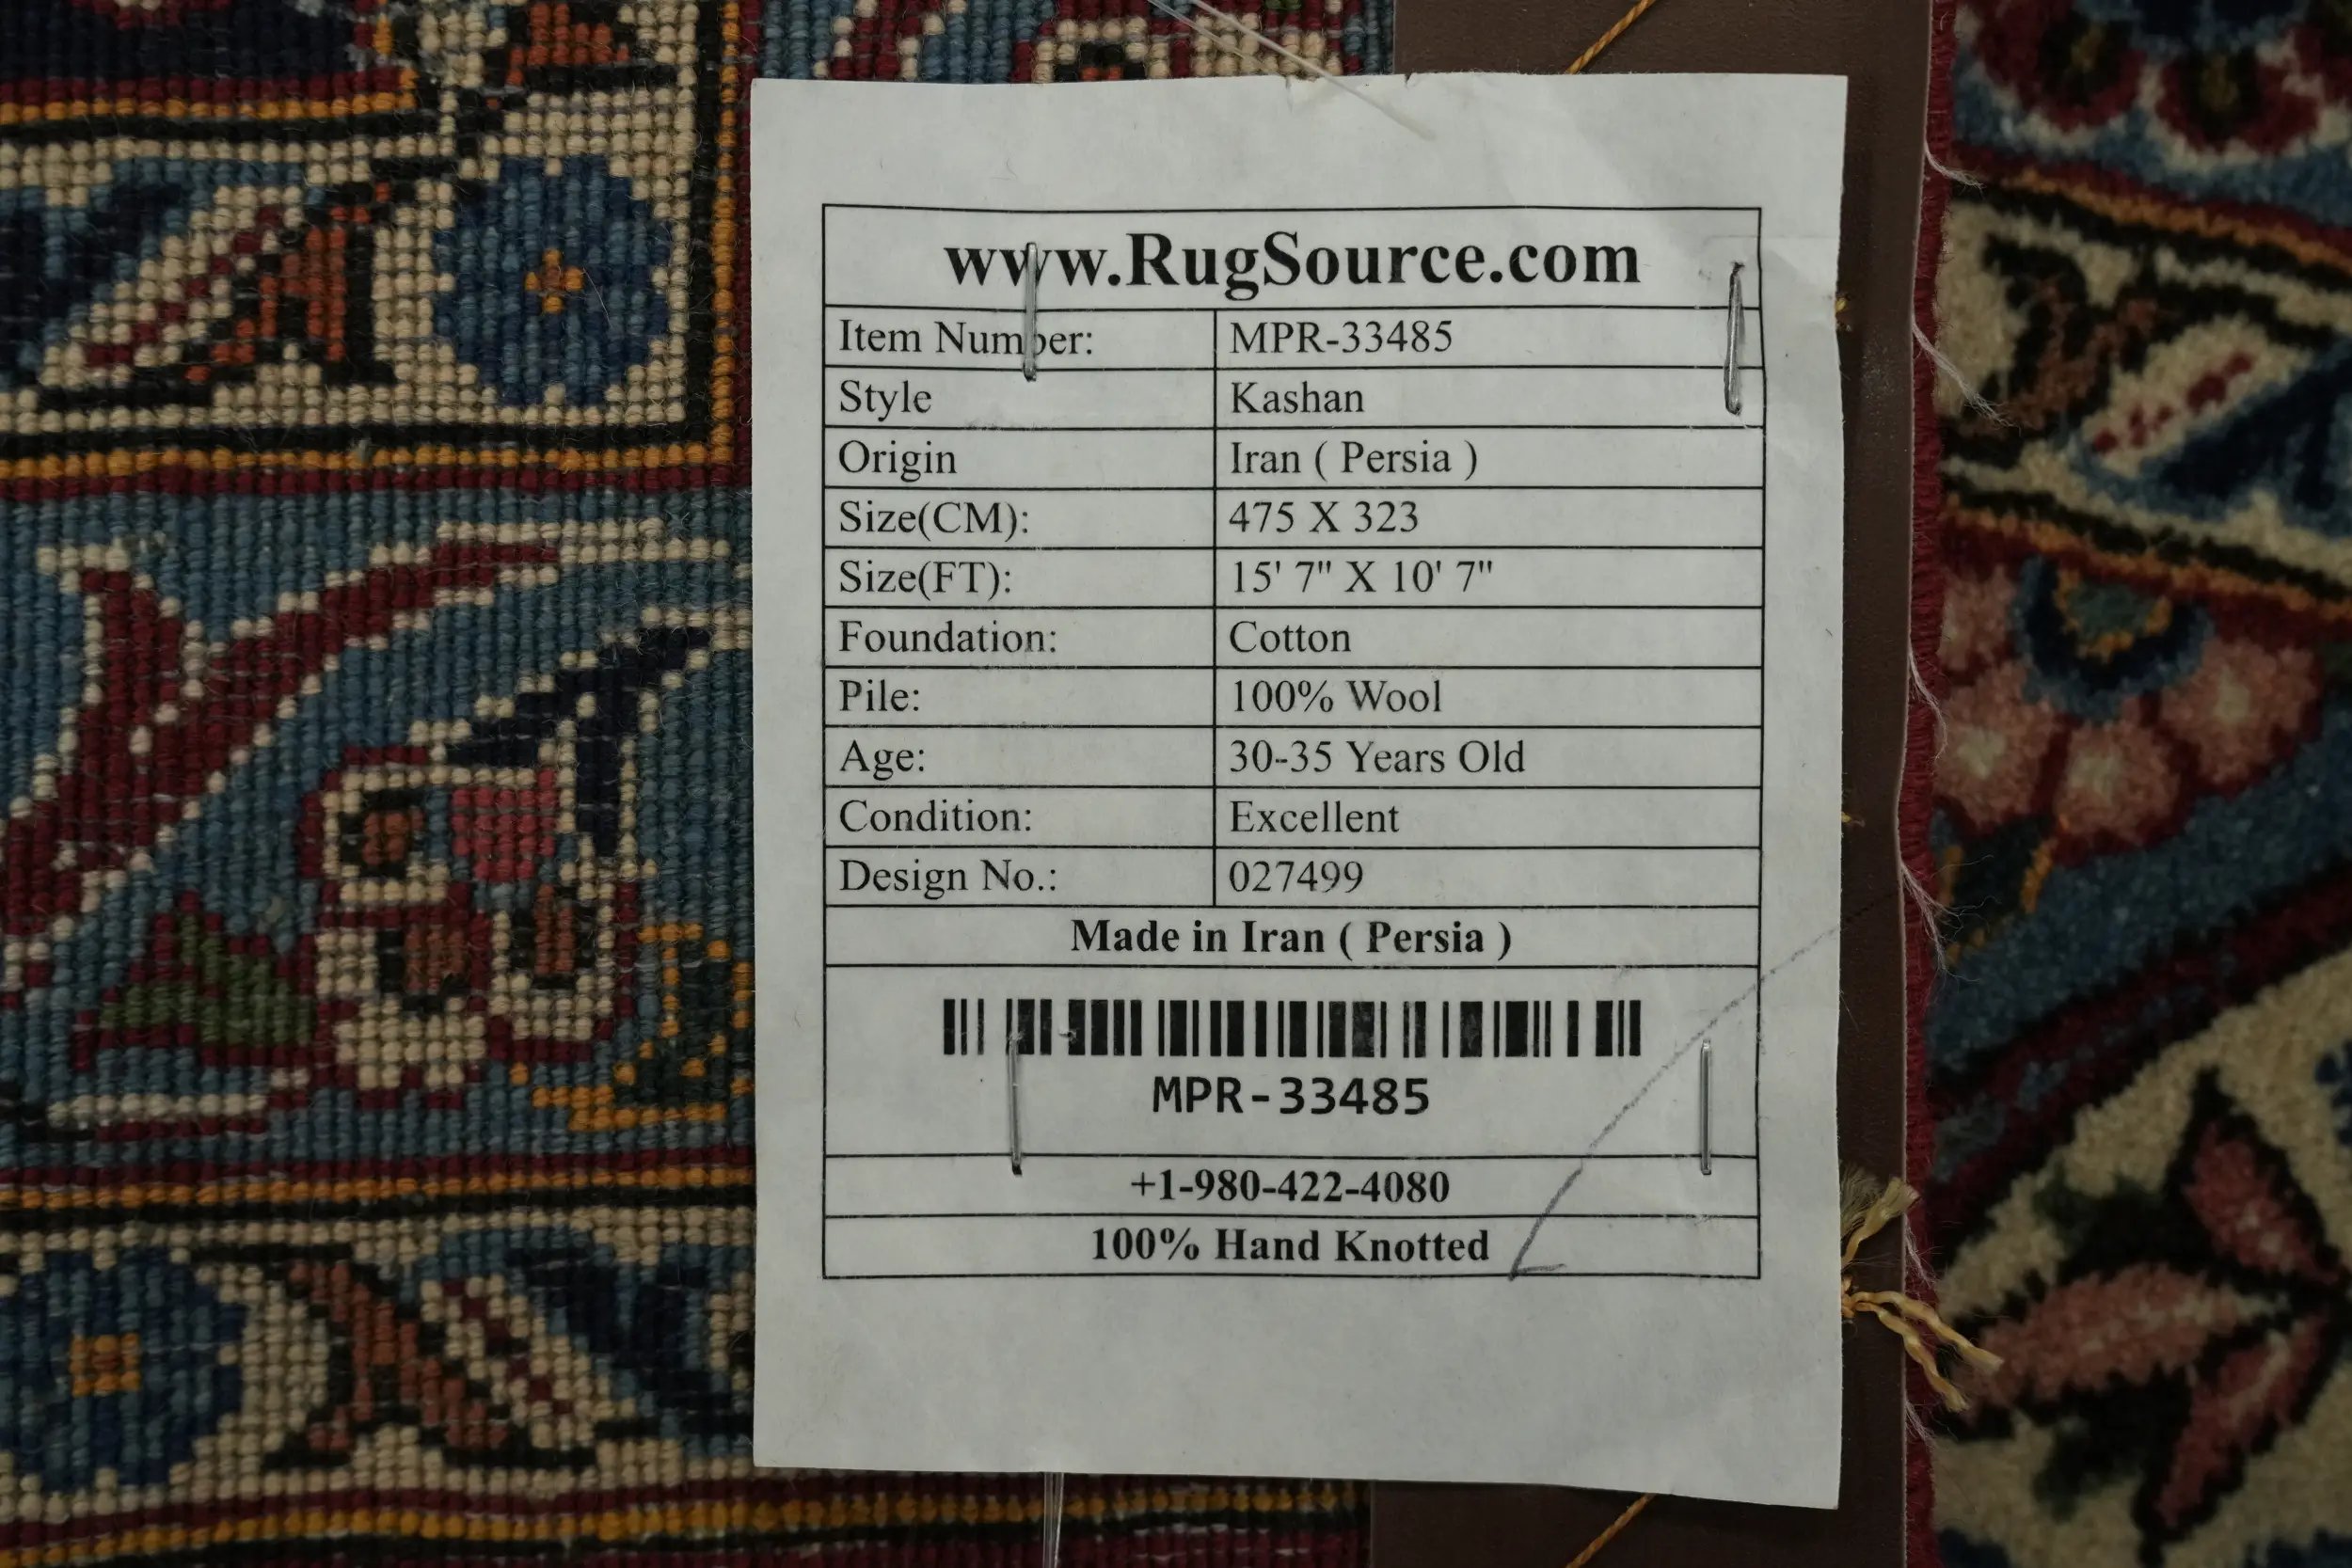 www.RugSource.com
Item Number: MPR-33485
Style Kashan
Origin Iran ( Persia )
Size(CM): 475 X 323
Size(FT): 15' 7" X 10' 7"
Foundation: Cotton
Pile: 100% Wool
Age: 30-35 Years Old
Condition: Excellent
Design No.: 027499
Made in Iran ( Persia )
MPR-33485
+1-980-422-4080
100% Hand Knotted